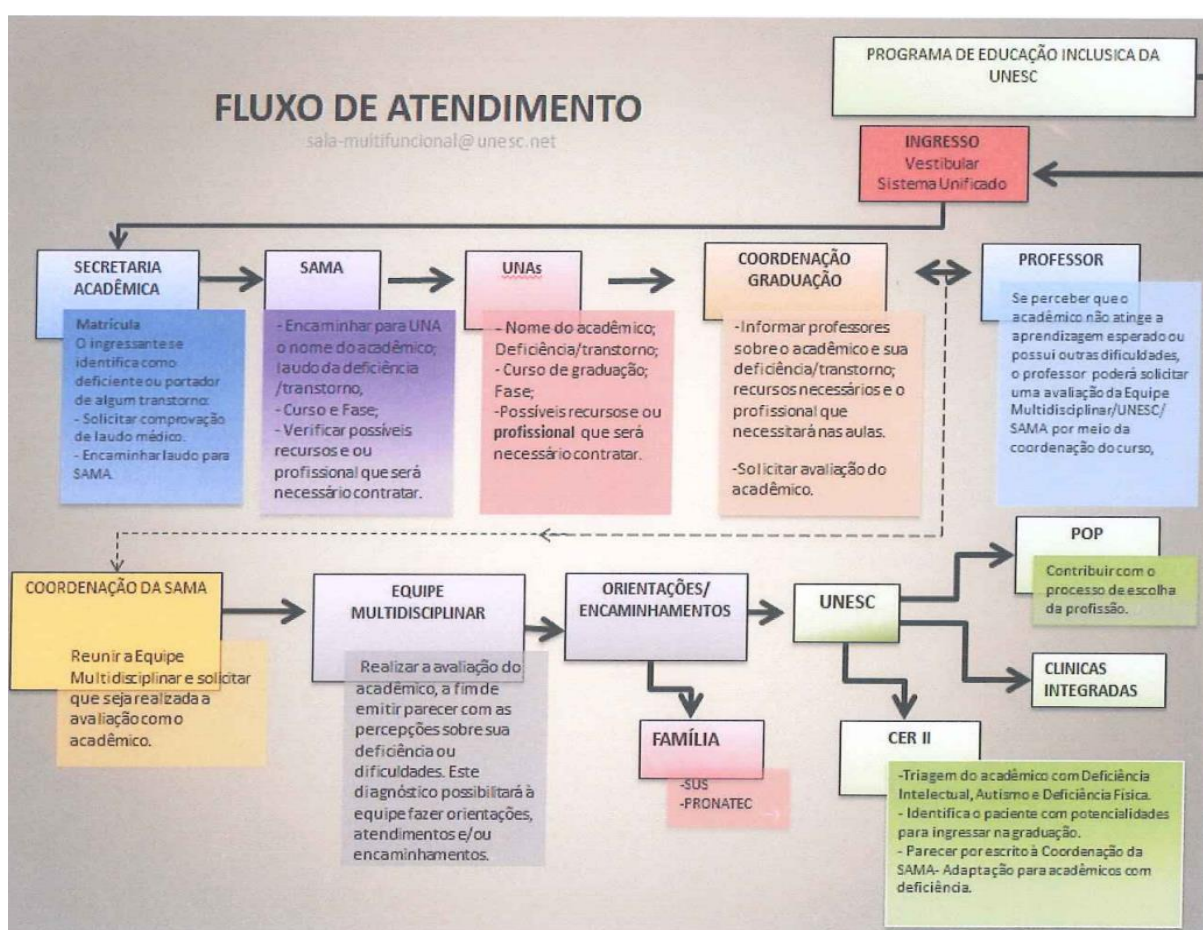 PROGRAMA DE EDUCAÇÃO INCLUSICA DA
UNESC
FLUXO DE ATENDIMENTO
sala-multifuncional@unesc.net
INGRESSO
Vestibular
Sistema Unificado
SECRETARIA
ACADÊMICA
Matrícula
O ingressante se
identifica como
deficiente ou portador
de algum transtorno:
- Solicitar comprovação
de laudo médico.
- Encaminhar laudo para
SAMA.
SAMA
- Encaminhar para UNA
o nome do acadêmico;
laudo da deficiência
/transtorno,
- Curso e Fase;
- Verificar possíveis
recursos e ou
profissional que será
necessário contratar.
UNAs
- Nome do acadêmico;
Deficiência/transtorno;
- Curso de graduação;
Fase;
-Possíveis recursos e ou
profissional que será
necessário contratar.
COORDENAÇÃO
GRADUAÇÃO
-Informar professores
sobre o acadêmico e sua
deficiência/transtorno;
recursos necessários e o
profissional que
necessitará nas aulas.
-Solicitar avaliação do
acadêmico.
PROFESSOR
Se perceber que o
acadêmico não atinge a
aprendizagem esperado ou
possui outras dificuldades,
o professor poderá solicitar
uma avaliação da Equipe
Multidisciplinar/UNESC/
SAMA por meio da
coordenação do curso,
COORDENAÇÃO DA SAMA
Reunir a Equipe
Multidisciplinar e solicitar
que seja realizada a
avaliação com o
acadêmico.
EQUIPE
MULTIDISCIPLINAR
Realizar a avaliação do
acadêmico, a fim de
emitir parecer com as
percepções sobre sua
deficiência ou
dificuldades. Este
diagnóstico possibilitará à
equipe fazer orientações,
atendimentos e/ou
encaminhamentos.
ORIENTAÇÕES/
ENCAMINHAMENTOS
FAMÍLIA
-SUS
-PRONATEC
UNESC
POP
Contribuir com o
processo de escolha
da profissão.
CLINICAS
INTEGRADAS
CER II
-Triagem do acadêmico com Deficiência
Intelectual, Autismo e Deficiência Física.
- Identifica o paciente com potencialidades
para ingressar na graduação.
- Parecer por escrito à Coordenação da
SAMA- Adaptação para acadêmicos com
deficiência.